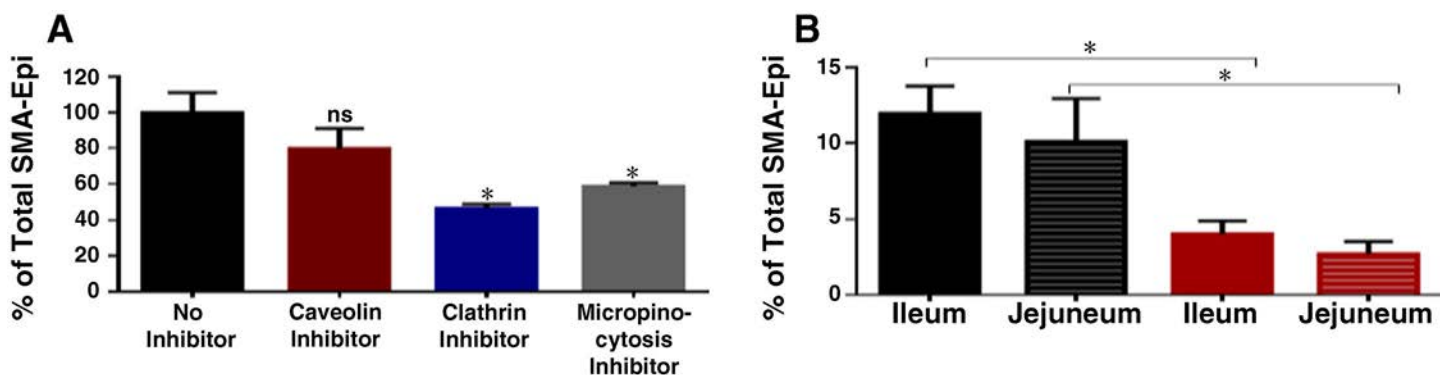 A
% of Total SMA-Epi
120
100
80
60
40
20
0
ns
*
*
No
Inhibitor
Caveolin
Inhibitor
Clathrin
Inhibitor
Micropino-
cytosis
Inhibitor
B
% of Total SMA-Epi
15
10
5
0
*
*
Ileum
Jejuneum
Ileum
Jejuneum